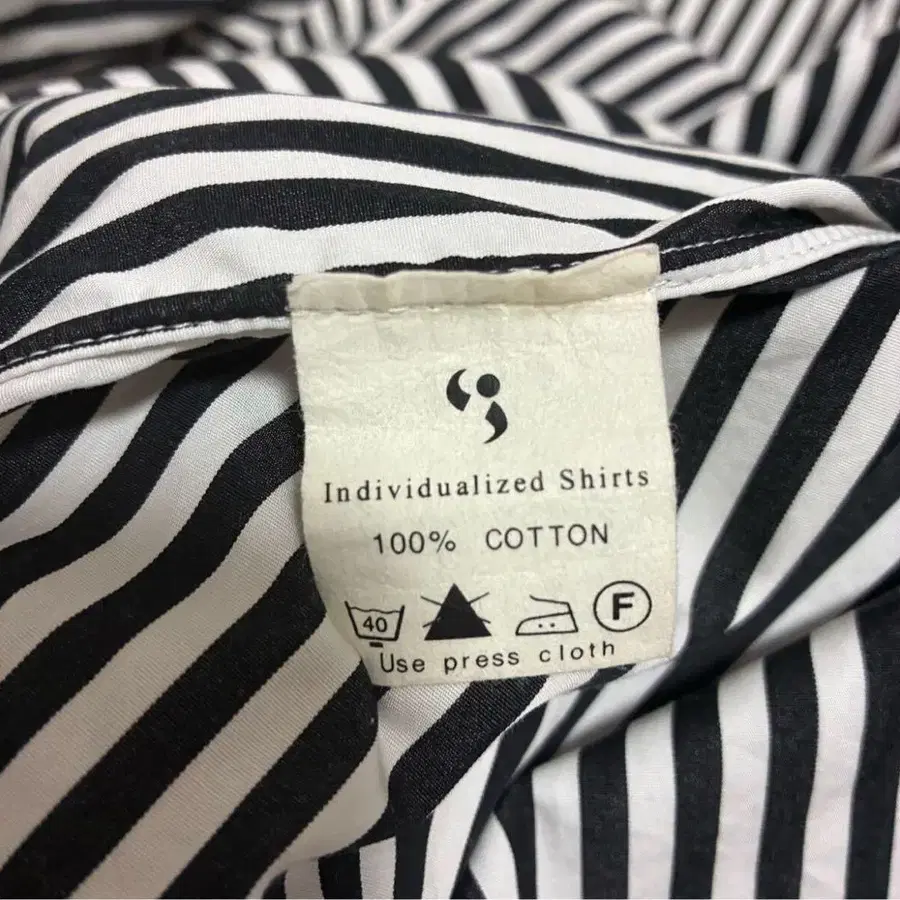 Individualized Shirts
100% COTTON
40 F
Use press cloth